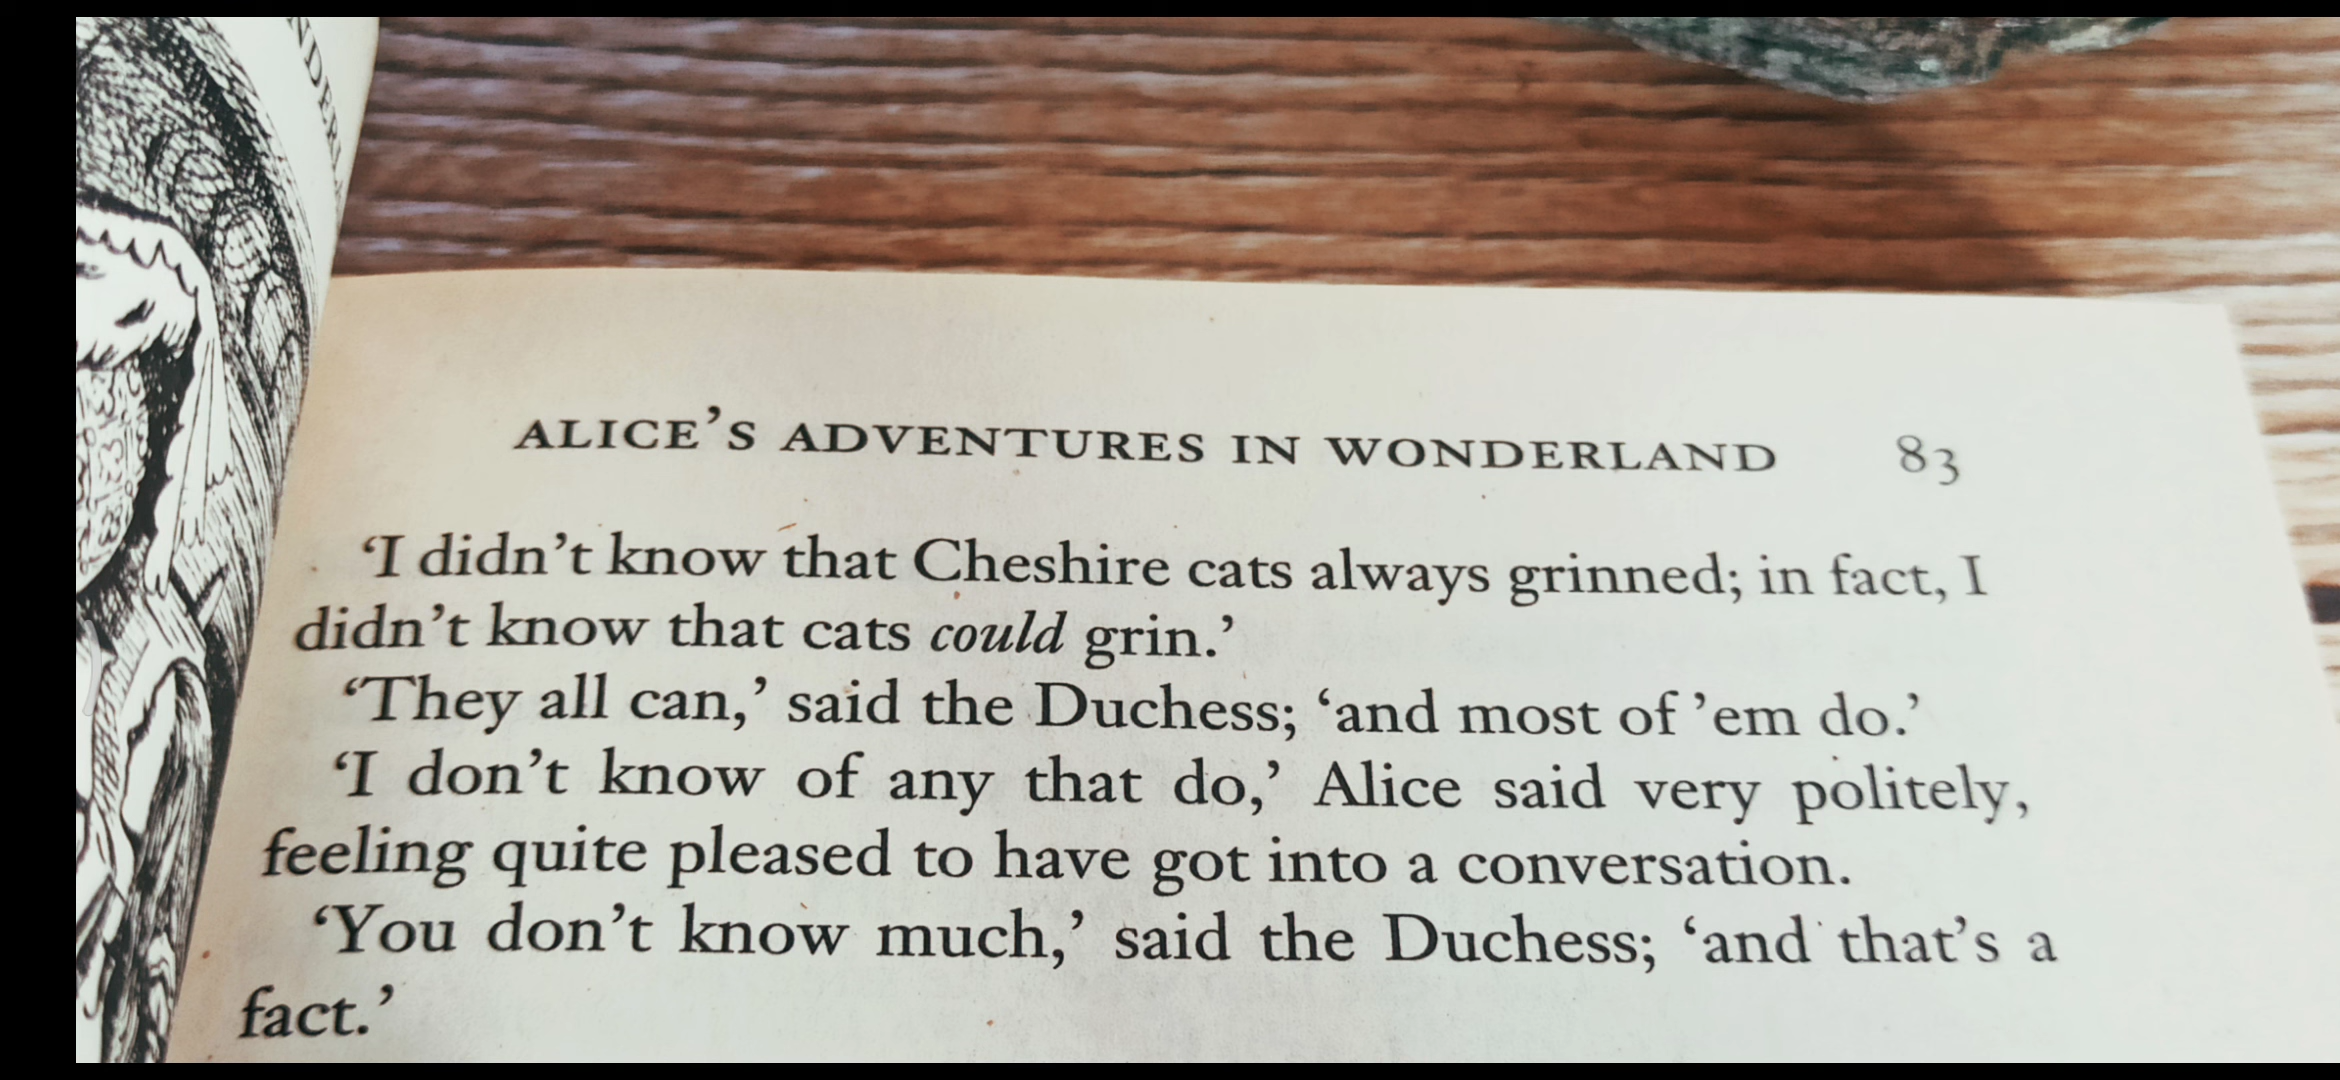 ALICE’S ADVENTURES IN WONDERLAND 83
‘I didn’t know that Cheshire cats always grinned; in fact, I
didn’t know that cats could grin.’
‘They all can,’ said the Duchess; ‘and most of ’em do.’
‘I don’t know of any that do,’ Alice said very politely,
feeling quite pleased to have got into a conversation.
‘You don’t know much,’ said the Duchess; ‘and that’s a
fact.’